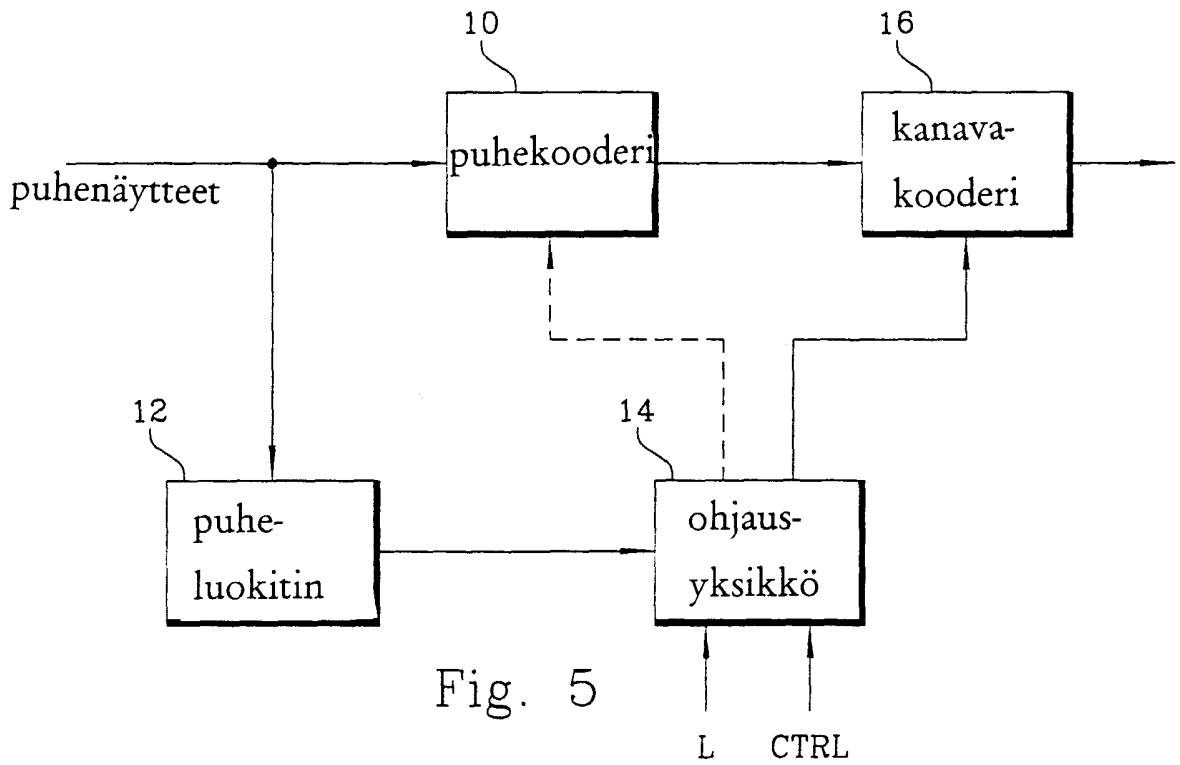 10
16
puhekooderi
kanava-
kooderi
puhenäytteet
12
14
puhe-
luokitin
ohjaus-
yksikkö
Fig. 5
L
CTRL